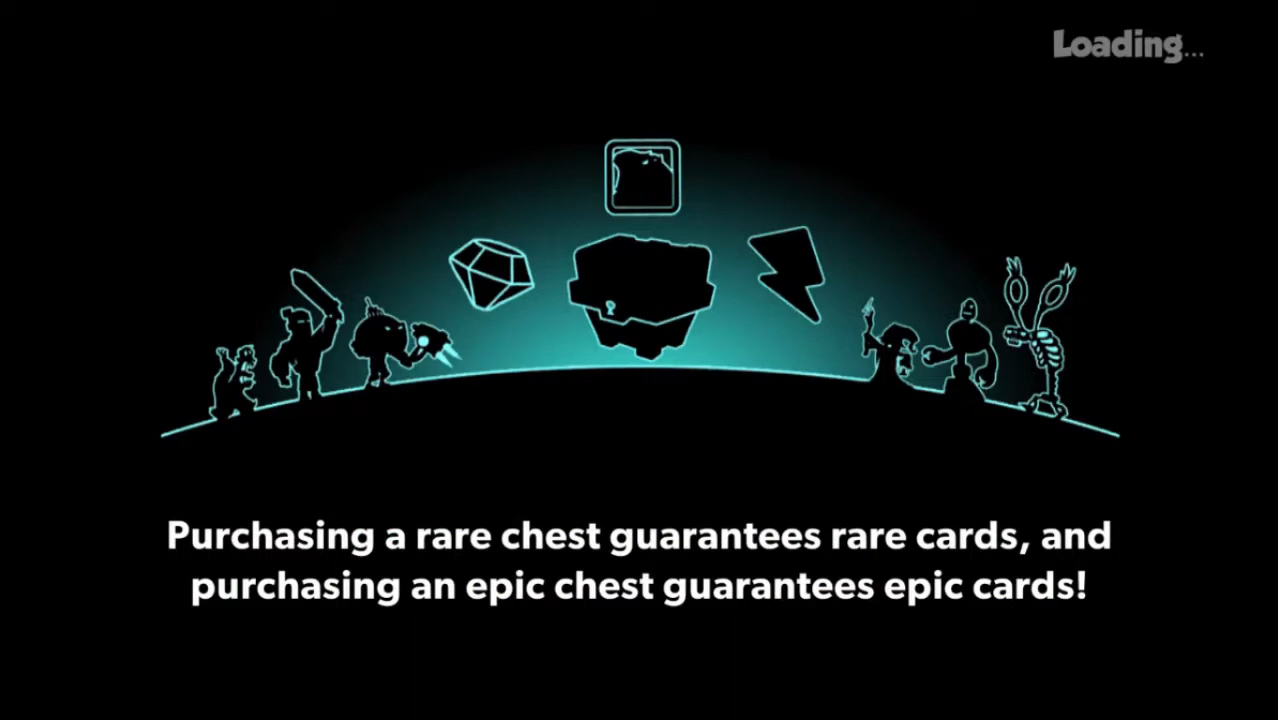 Loading...
Purchasing a rare chest guarantees rare cards, and
purchasing an epic chest guarantees epic cards!